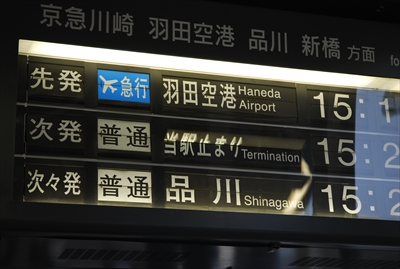 京急川崎 羽田空港 品川 新橋 方面 fo
先発 急行 羽田空港 Haneda Airport 15:1
次発 普通 当駅止まり Termination 15:2
次々発 普通 品川 Shinagawa 15:2